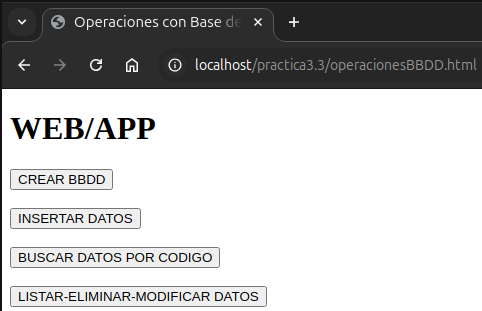 Operaciones con Base de
localhost/practica3.3/operacionesBBDD.html
WEB/APP
CREAR BBDD
INSERTAR DATOS
BUSCAR DATOS POR CODIGO
LISTAR-ELIMINAR-MODIFICAR DATOS